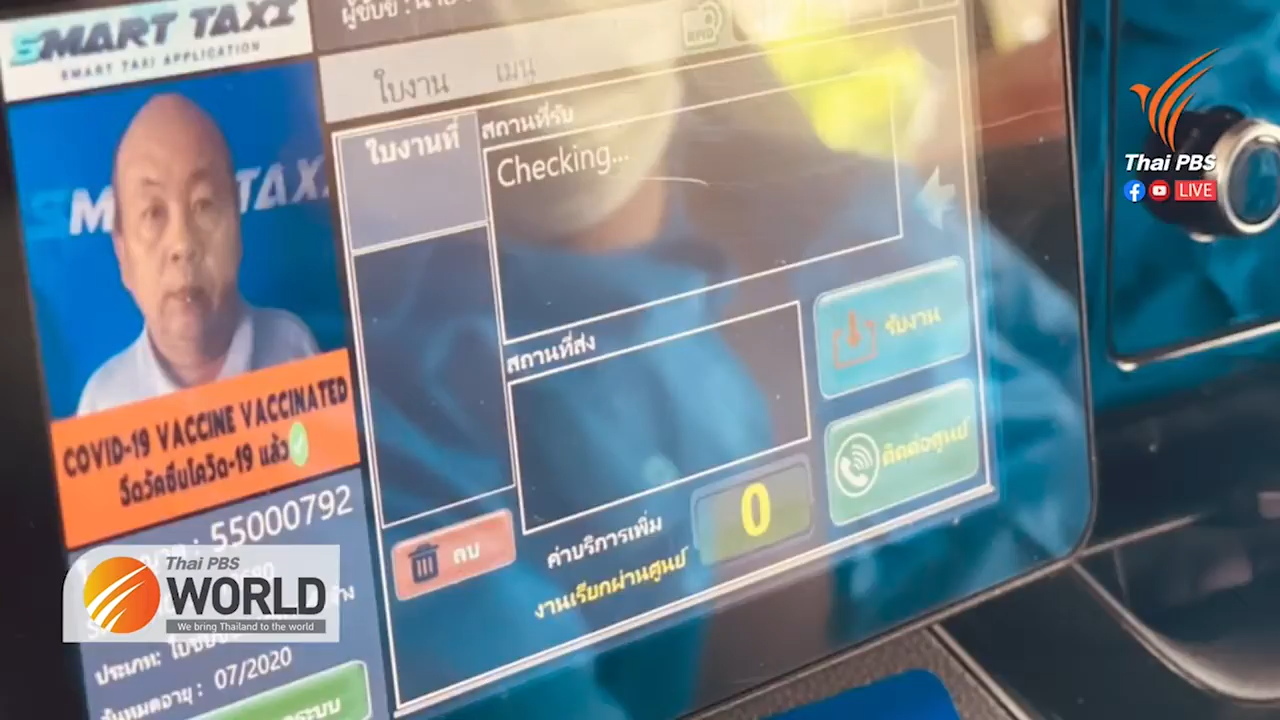 SMART TAXI
SMART TAXI APPLICATION
ผู้ขับขี่ : นาย
ใบงาน
เมนู
ใบงานที่
สถานที่รับ
Checking...
สถานที่ส่ง
รับงาน
ติดต่อศูนย์
COVID-19 VACCINE VACCINATED
ฉีดวัคซีนโควิด-19 แล้ว
55000792
ลบ
ค่าบริการเพิ่ม
0
งานเรียกผ่านศูนย์
ประเภท:
07/2020
Thai PBS
LIVE
Thai PBS
WORLD
We bring Thailand to the world